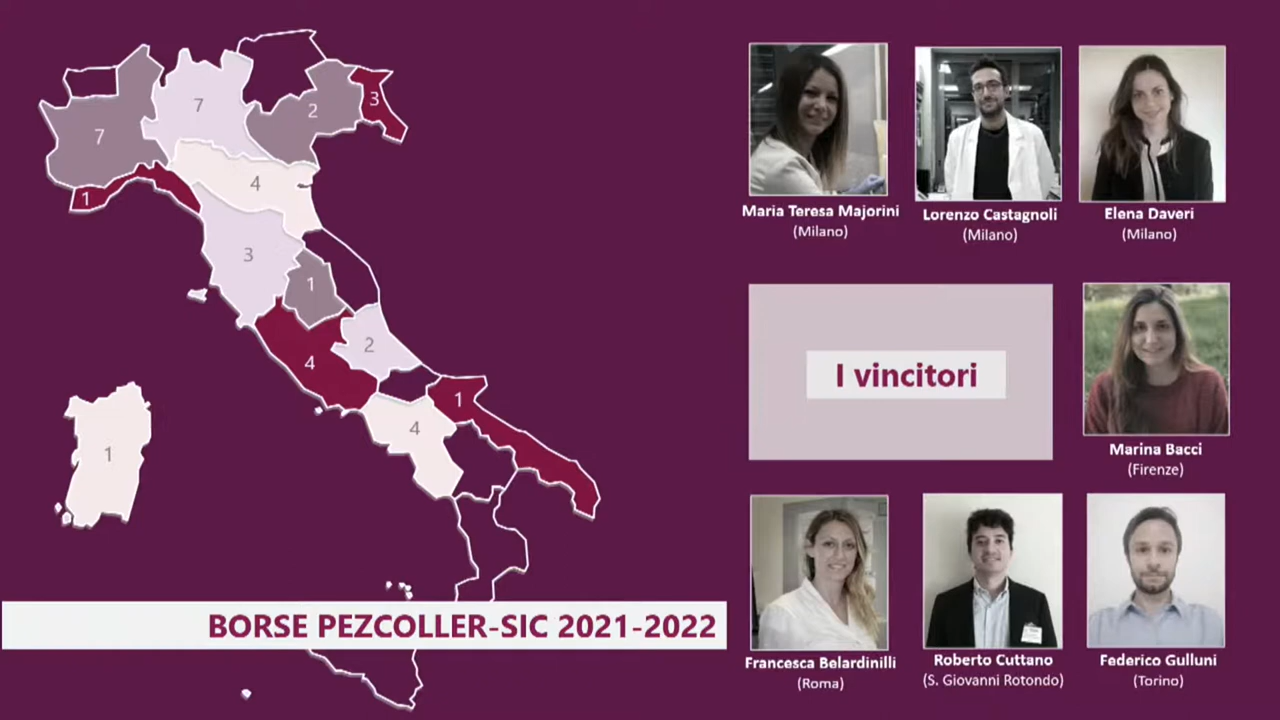 7
7
2
3
1
4
3
1
4
2
1
4
1
BORSE PEZCOLLER-SIC 2021-2022
Maria Teresa Majorini
(Milano)
Lorenzo Castagnoli
(Milano)
Elena Daveri
(Milano)
I vincitori
Marina Bacci
(Firenze)
Francesca Belardinilli
(Roma)
Roberto Cuttano
(S. Giovanni Rotondo)
Federico Gulluni
(Torino)